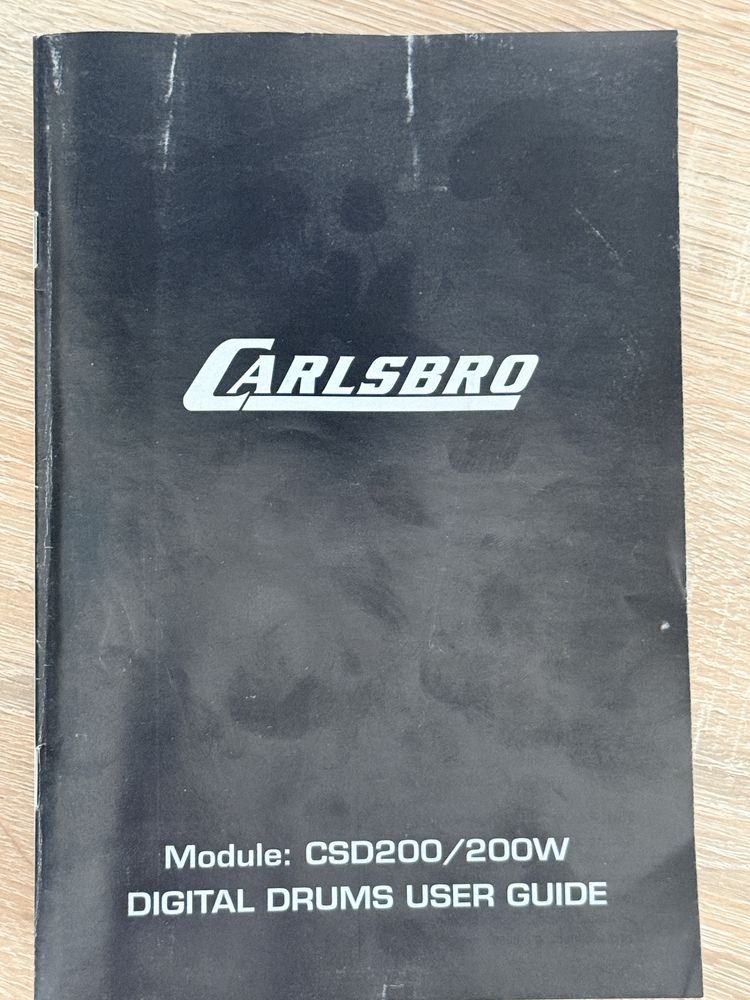 CARLSBRO
Module: CSD200/200W
DIGITAL DRUMS USER GUIDE